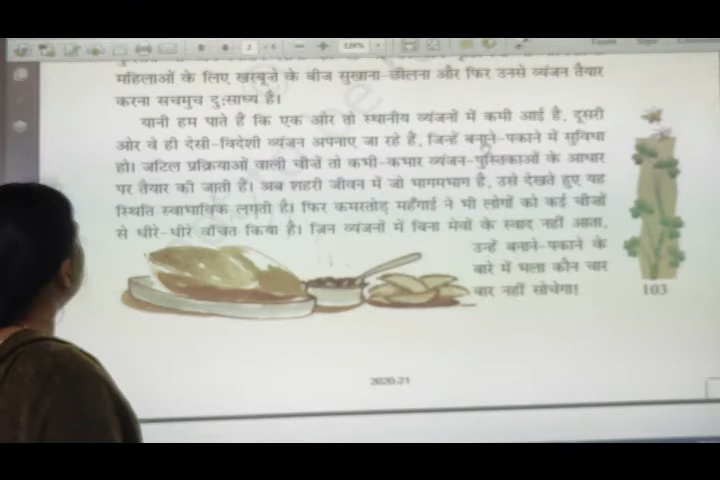 महिलाओं के लिए खरबूजे के बीज सुखाना-छीलना और फिर उनसे व्यंजन तैयार
करना सचमुच दुःसाध्य है।
यानी हम पाते हैं कि एक ओर तो स्थानीय व्यंजनों में कमी आई है, दूसरी
ओर वे ही देसी-विदेशी व्यंजन अपनाए जा रहे हैं, जिन्हें बनाने-पकाने में सुविधा
हो। जटिल प्रक्रियाओं वाली चीज़ें तो कभी-कभार व्यंजन-पुस्तिकाओं के आधार
पर तैयार की जाती हैं। अब शहरी जीवन में जो भागमभाग है, उसे देखते हुए यह
स्थिति स्वाभाविक लगती है। फिर कमरतोड़ महँगाई ने भी लोगों को कई चीज़ों
से धीरे-धीरे वंचित किया है। जिन व्यंजनों में बिना मेवों के स्वाद नहीं आता,
उन्हें बनाने-पकाने के
बारे में भला कौन चार
बार नहीं सोचेगा!
103
2020-21